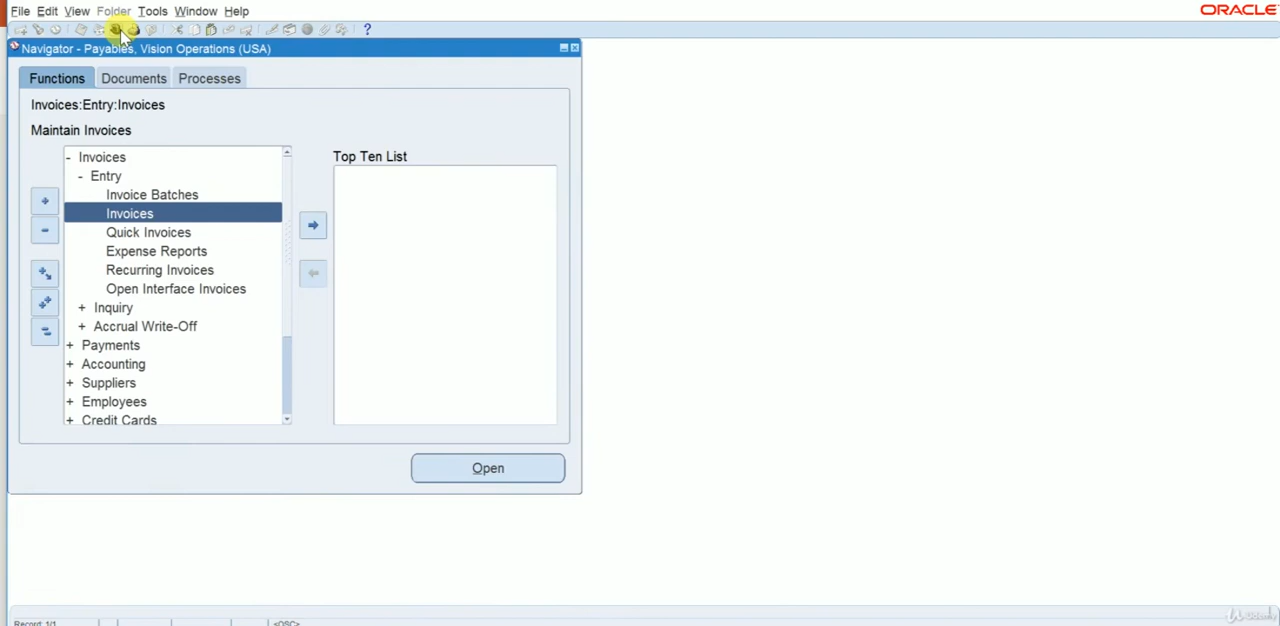 File Edit View Folder Tools Window Help
ORACLE
?
Navigator - Payables, Vision Operations (USA)
Functions Documents Processes
Invoices:Entry:Invoices
Maintain Invoices
Top Ten List
- Invoices
- Entry
Invoice Batches
Invoices
Quick Invoices
Expense Reports
Recurring Invoices
Open Interface Invoices
+ Inquiry
+ Accrual Write-Off
+ Payments
+ Accounting
+ Suppliers
+ Employees
+ Credit Cards
Open
Record: 1/1 <OSC>
Udemy